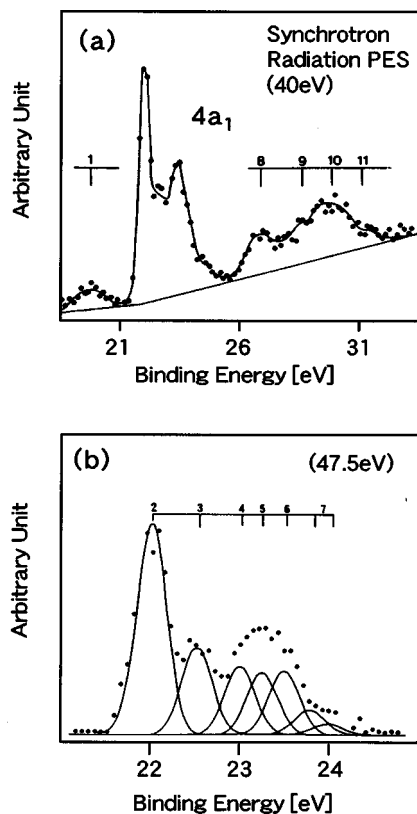 (a)
Synchrotron
Radiation PES
(40eV)
4a₁
1
8 9 10 11
Arbitrary Unit
21 26 31
Binding Energy [eV]
(b)
(47.5eV)
2 3 4 5 6 7
Arbitrary Unit
22 23 24
Binding Energy [eV]